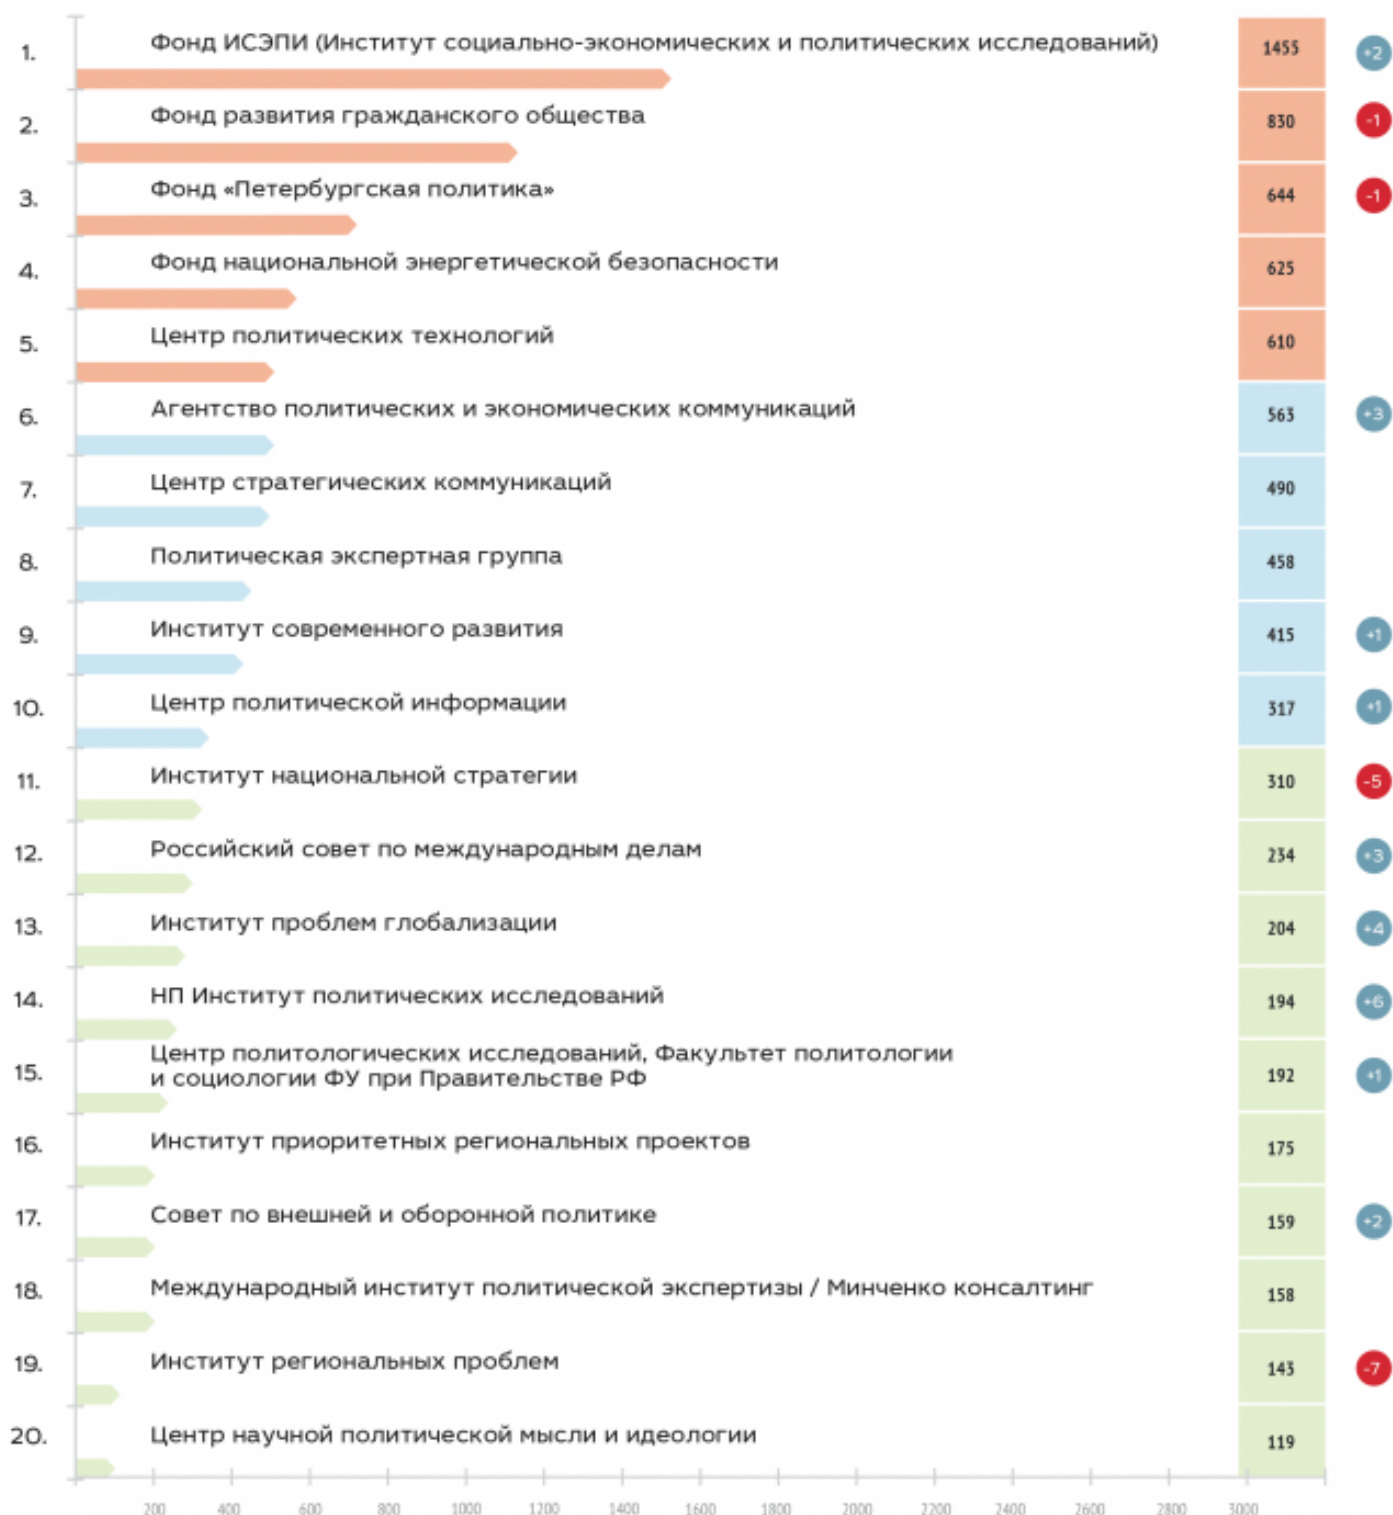 1. Фонд ИСЭПИ (Институт социально-экономических и политических исследований) 1455 +2
2. Фонд развития гражданского общества 830 -1
3. Фонд «Петербургская политика» 644 -1
4. Фонд национальной энергетической безопасности 625
5. Центр политических технологий 610
6. Агентство политических и экономических коммуникаций 563 +3
7. Центр стратегических коммуникаций 490
8. Политическая экспертная группа 458
9. Институт современного развития 415 +1
10. Центр политической информации 317 +1
11. Институт национальной стратегии 310 -5
12. Российский совет по международным делам 234 +3
13. Институт проблем глобализации 204 +4
14. НП Институт политических исследований 194 +6
15. Центр политологических исследований, Факультет политологии
и социологии ФУ при Правительстве РФ 192 +1
16. Институт приоритетных региональных проектов 175
17. Совет по внешней и оборонной политике 159 +2
18. Международный институт политической экспертизы / Минченко консалтинг 158
19. Институт региональных проблем 143 -7
20. Центр научной политической мысли и идеологии 119
200 400 600 800 1000 1200 1400 1600 1800 2000 2200 2400 2600 2800 3000